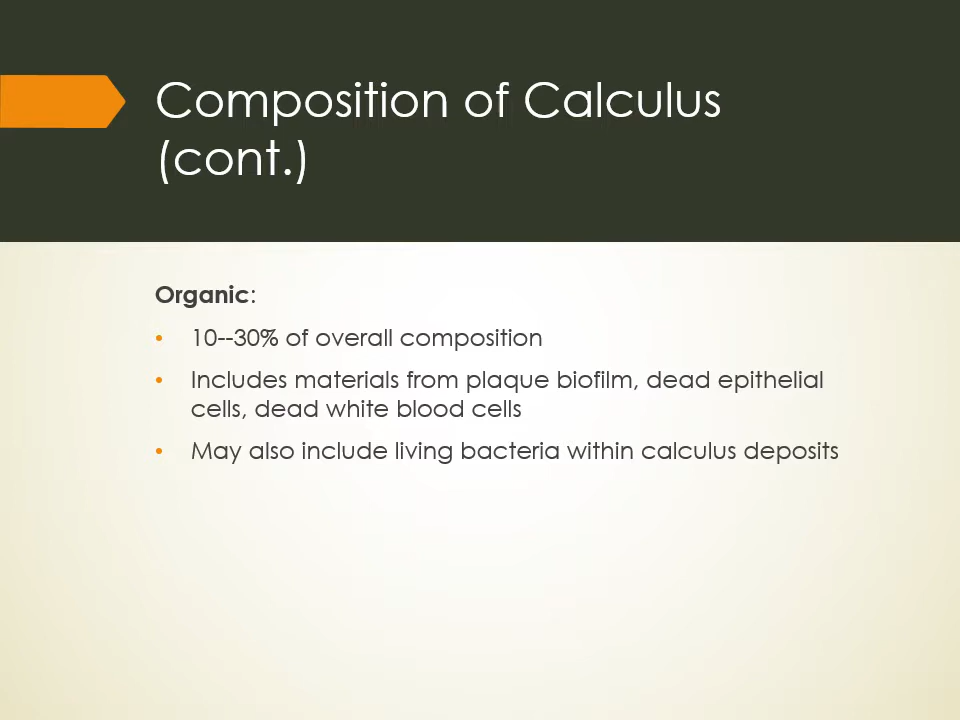 Composition of Calculus
(cont.)
Organic:
• 10--30% of overall composition
• Includes materials from plaque biofilm, dead epithelial
cells, dead white blood cells
• May also include living bacteria within calculus deposits